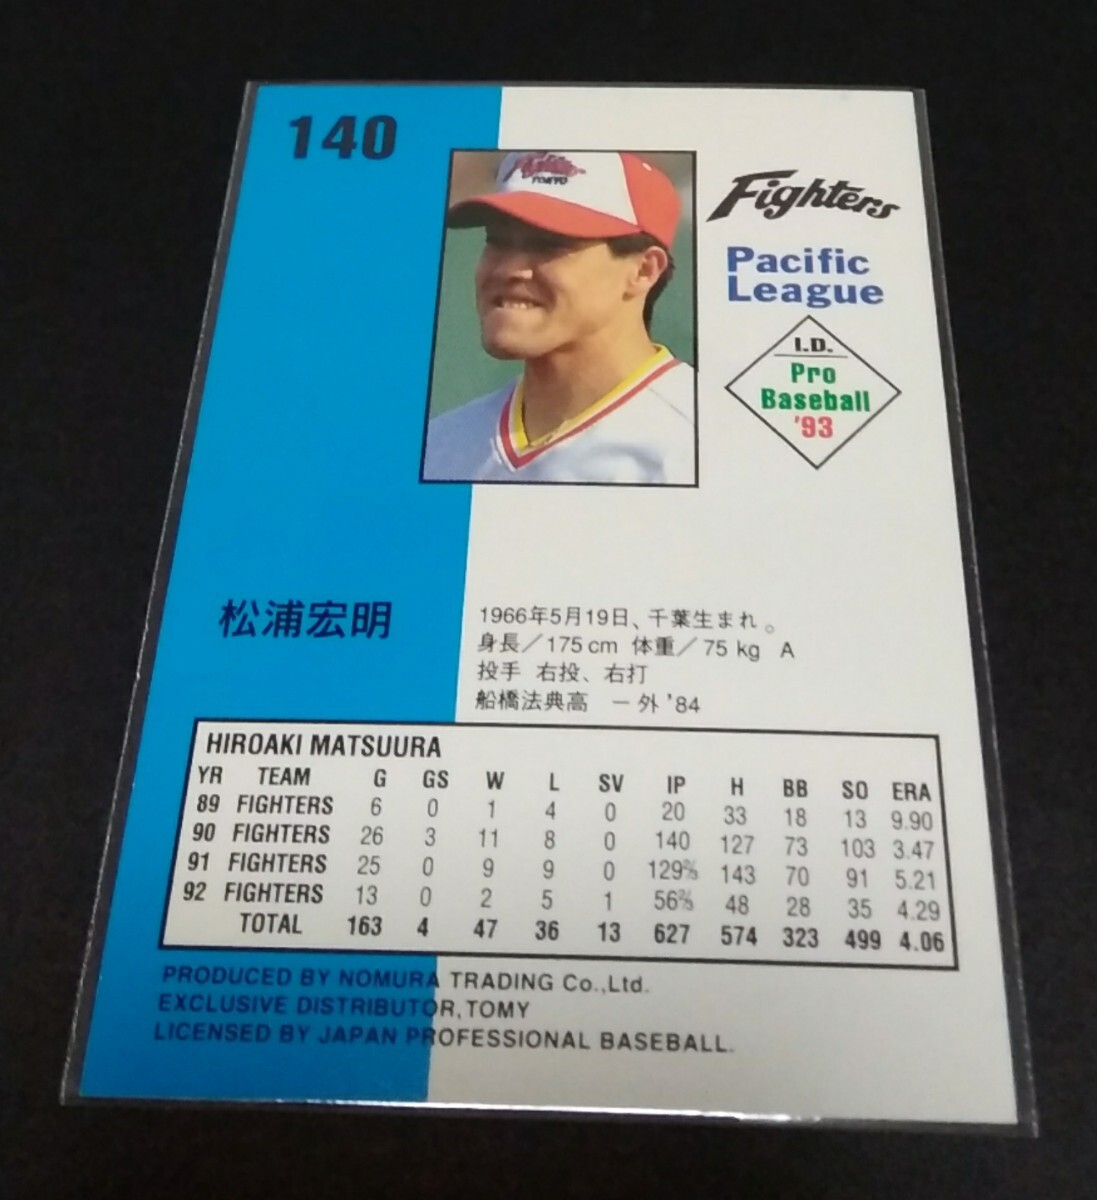 140
TOKYO
Fighters
Pacific
League
I.D.
Pro
Baseball
'93
松浦宏明
1966年5月19日、千葉生まれ。
身長／175cm 体重／75kg A
投手 右投、右打
船橋法典高 ー外'84
HIROAKI MATSUURA
YR TEAM G GS W L SV IP H BB SO ERA
89 FIGHTERS 6 0 1 4 0 20 33 18 13 9.90
90 FIGHTERS 26 3 11 8 0 140 127 73 103 3.47
91 FIGHTERS 25 0 9 9 0 129⅔ 143 70 91 5.21
92 FIGHTERS 13 0 2 5 1 56⅔ 48 28 35 4.29
TOTAL 163 4 47 36 13 627 574 323 499 4.06
PRODUCED BY NOMURA TRADING Co.,Ltd.
EXCLUSIVE DISTRIBUTOR,TOMY
LICENSED BY JAPAN PROFESSIONAL BASEBALL.